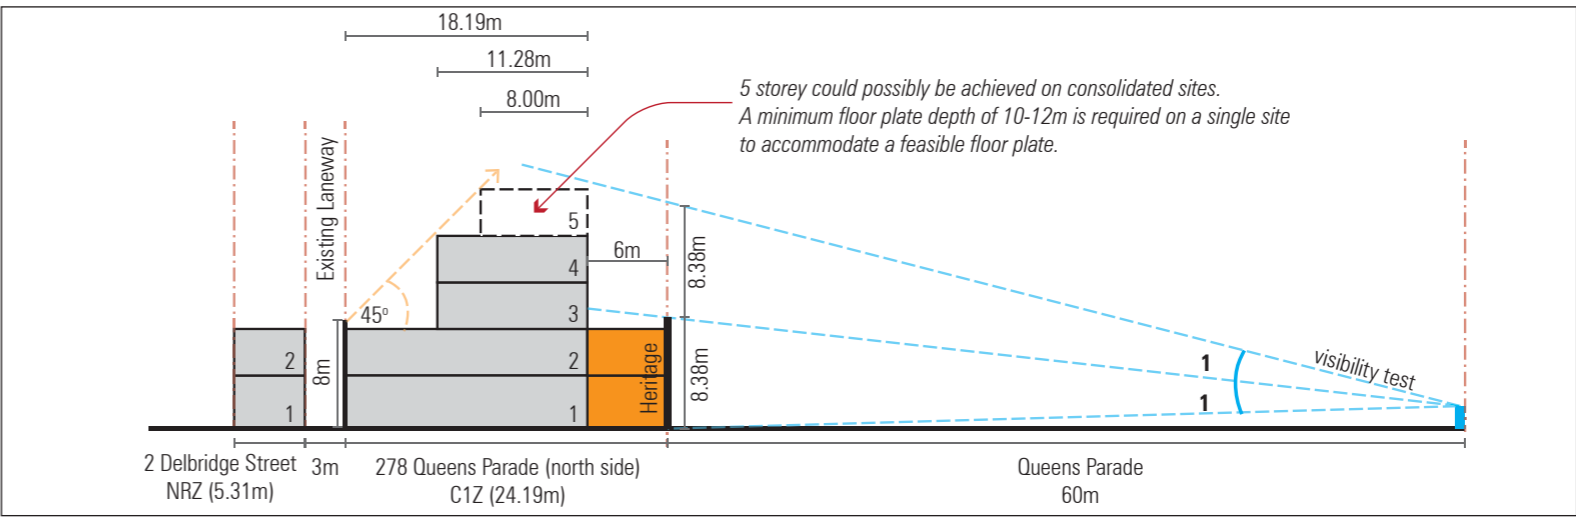 18.19m
11.28m
8.00m
5 storey could possibly be achieved on consolidated sites.
A minimum floor plate depth of 10-12m is required on a single site
to accommodate a feasible floor plate.
Existing Laneway
5
6m
4
8.38m
45º
3
2
8m
2
Heritage
8.38m
1
visibility test
1
1
1
2 Delbridge Street
NRZ (5.31m)
3m
278 Queens Parade (north side)
C1Z (24.19m)
Queens Parade
60m